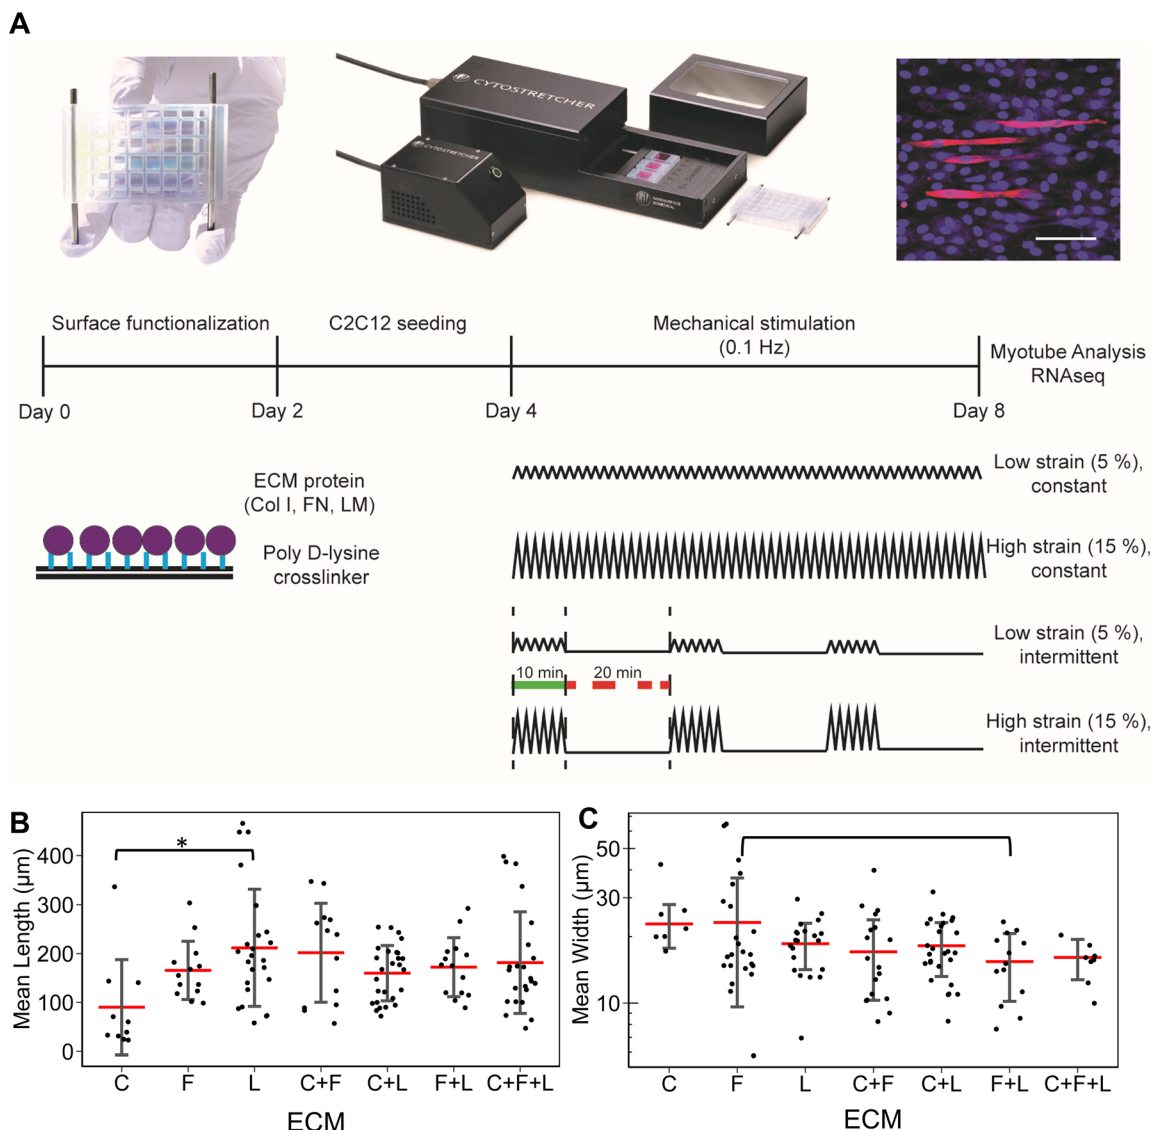 A
CYTOSTRETCHER
CYTOSTRETCHER
NANOSURFACE
BIOMEDICAL
Surface functionalization
C2C12 seeding
Mechanical stimulation
(0.1 Hz)
Myotube Analysis
RNAseq
Day 0
Day 2
Day 4
Day 8
ECM protein
(Col I, FN, LM)
Poly D-lysine
crosslinker
Low strain (5 %),
constant
High strain (15 %),
constant
Low strain (5 %),
intermittent
10 min
20 min
High strain (15 %),
intermittent
B
Mean Length (μm)
400
300
200
100
0
*
C
F
L
C+F
C+L
F+L
C+F+L
ECM
C
Mean Width (μm)
50
30
10
C
F
L
C+F
C+L
F+L
C+F+L
ECM